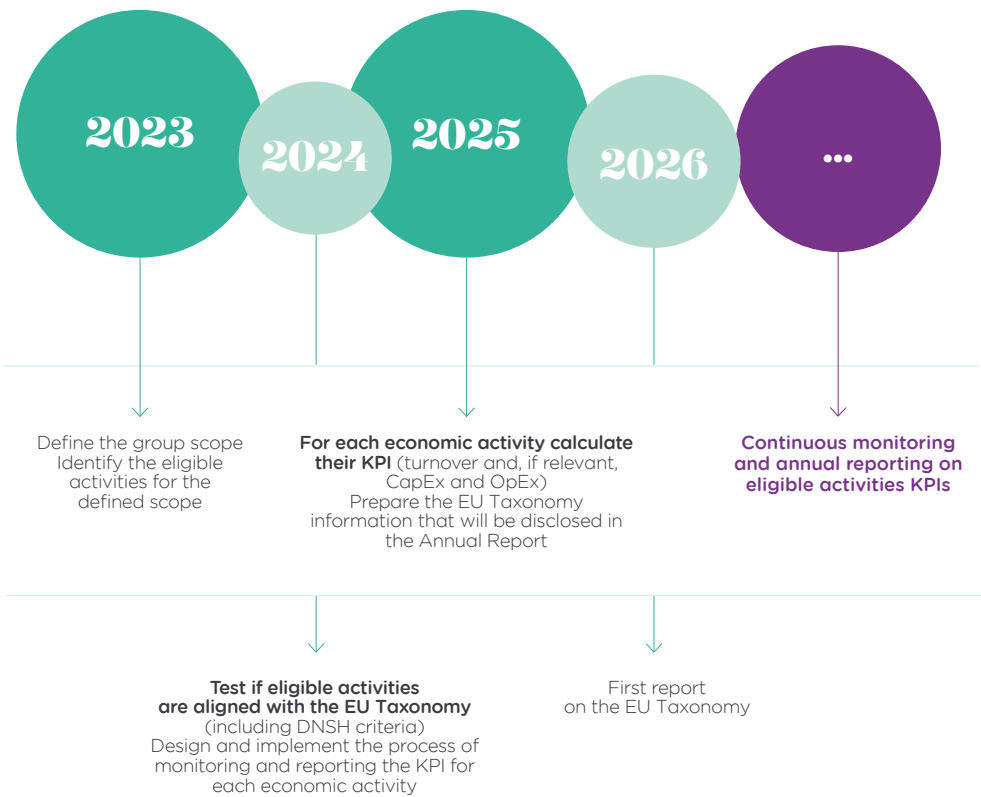 2023
2024
2025
2026
...
Define the group scope
Identify the eligible
activities for the
defined scope
For each economic activity calculate
their KPI (turnover and, if relevant,
CapEx and OpEx)
Prepare the EU Taxonomy
information that will be disclosed in
the Annual Report
Continuous monitoring
and annual reporting on
eligible activities KPIs
Test if eligible activities
are aligned with the EU Taxonomy
(including DNSH criteria)
Design and implement the process of
monitoring and reporting the KPI for
each economic activity
First report
on the EU Taxonomy